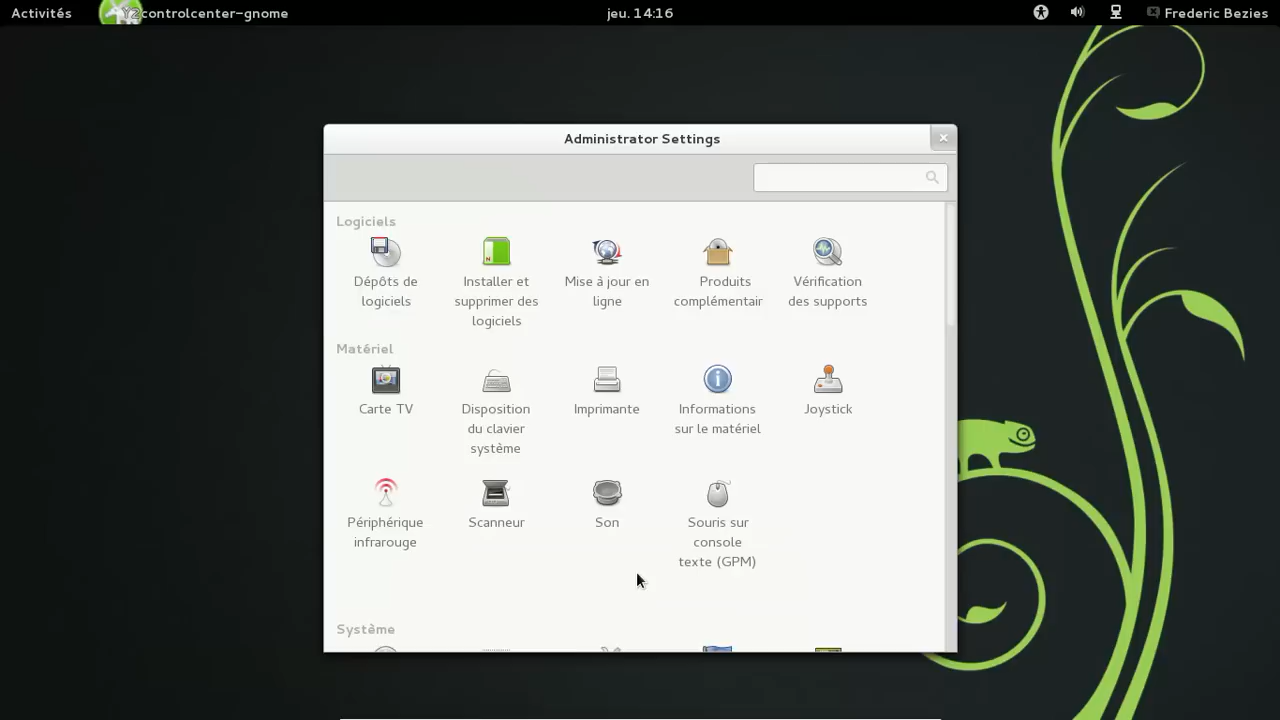 Activités
Y2controlcenter-gnome
jeu. 14:16
Frederic Bezies
Administrator Settings
Logiciels
Dépôts de
logiciels
Installer et
supprimer des
logiciels
Mise à jour en
ligne
Produits
complémentair
Vérification
des supports
Matériel
Carte TV
Disposition
du clavier
système
Imprimante
Informations
sur le matériel
Joystick
Périphérique
infrarouge
Scanneur
Son
Souris sur
console
texte (GPM)
Système